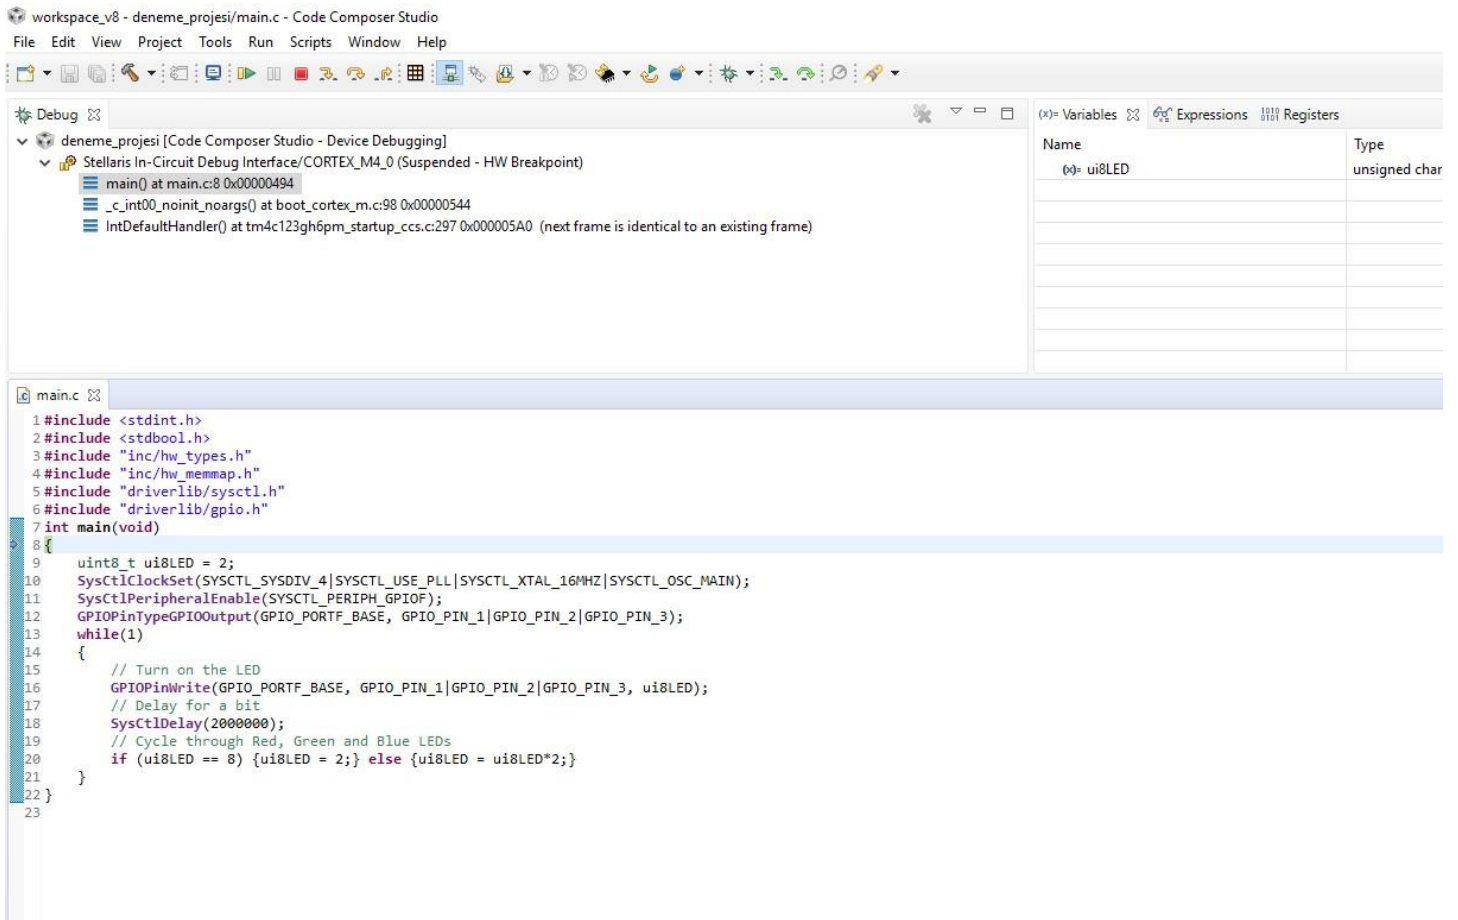 workspace_v8 - deneme_projesi/main.c - Code Composer Studio
File Edit View Project Tools Run Scripts Window Help
Debug
deneme_projesi [Code Composer Studio - Device Debugging]
Stellaris In-Circuit Debug Interface/CORTEX_M4_0 (Suspended - HW Breakpoint)
main() at main.c:8 0x00000494
_c_int00_noinit_noargs() at boot_cortex_m.c:98 0x00000544
IntDefaultHandler() at tm4c123gh6pm_startup_ccs.c:297 0x000005A0 (next frame is identical to an existing frame)
(x)= Variables Expressions 1010 0101 Registers
Name Type
(x)= ui8LED unsigned char
main.c
1 #include <stdint.h>
2 #include <stdbool.h>
3 #include "inc/hw_types.h"
4 #include "inc/hw_memmap.h"
5 #include "driverlib/sysctl.h"
6 #include "driverlib/gpio.h"
7 int main(void)
8 {
9 uint8_t ui8LED = 2;
10 SysCtlClockSet(SYSCTL_SYSDIV_4|SYSCTL_USE_PLL|SYSCTL_XTAL_16MHZ|SYSCTL_OSC_MAIN);
11 SysCtlPeripheralEnable(SYSCTL_PERIPH_GPIOF);
12 GPIOPinTypeGPIOOutput(GPIO_PORTF_BASE, GPIO_PIN_1|GPIO_PIN_2|GPIO_PIN_3);
13 while(1)
14 {
15 // Turn on the LED
16 GPIOPinWrite(GPIO_PORTF_BASE, GPIO_PIN_1|GPIO_PIN_2|GPIO_PIN_3, ui8LED);
17 // Delay for a bit
18 SysCtlDelay(2000000);
19 // Cycle through Red, Green and Blue LEDs
20 if (ui8LED == 8) {ui8LED = 2;} else {ui8LED = ui8LED*2;}
21 }
22 }
23